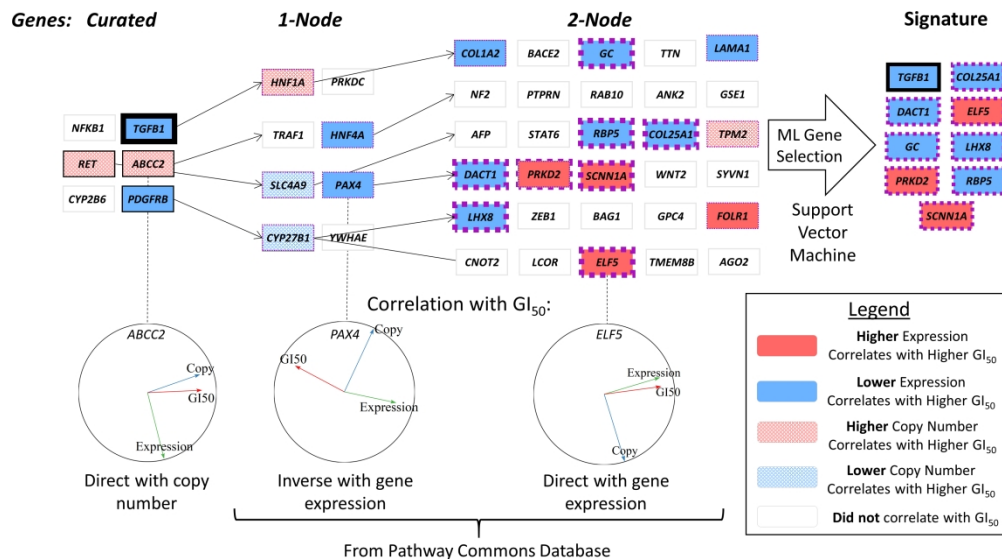 Genes: Curated 1-Node 2-Node Signature
COL1A2 BACE2 GC TTN LAMA1
HNF1A PRKDC
TGFB1 COL25A1
NF2 PTPRN RAB10 ANK2 GSE1
NFKB1 TGFB1 TRAF1 HNF4A
AFP STAT6 RBP5 COL25A1 TPM2
DACT1 ELF5
ML Gene
Selection
RET ABCC2
GC LHX8
SLC4A9 PAX4
DACT1 PRKD2 SCNN1A WNT2 SYVN1
PRKD2 RBP5
CYP2B6 PDGFRB
LHX8 ZEB1 BAG1 GPC4 FOLR1
SCNN1A
Support
Vector
Machine
CYP27B1 YWHAE
CNOT2 LCOR ELF5 TMEM8B AGO2
Correlation with GI50:
ABCC2
Copy
GI50
Expression
Direct with copy
number
PAX4
Copy
GI50
Expression
Inverse with gene
expression
ELF5
Expression
GI50
Copy
Direct with gene
expression
From Pathway Commons Database
Legend
Higher Expression
Correlates with Higher GI50
Lower Expression
Correlates with Higher GI50
Higher Copy Number
Correlates with Higher GI50
Lower Copy Number
Correlates with Higher GI50
Did not correlate with GI50